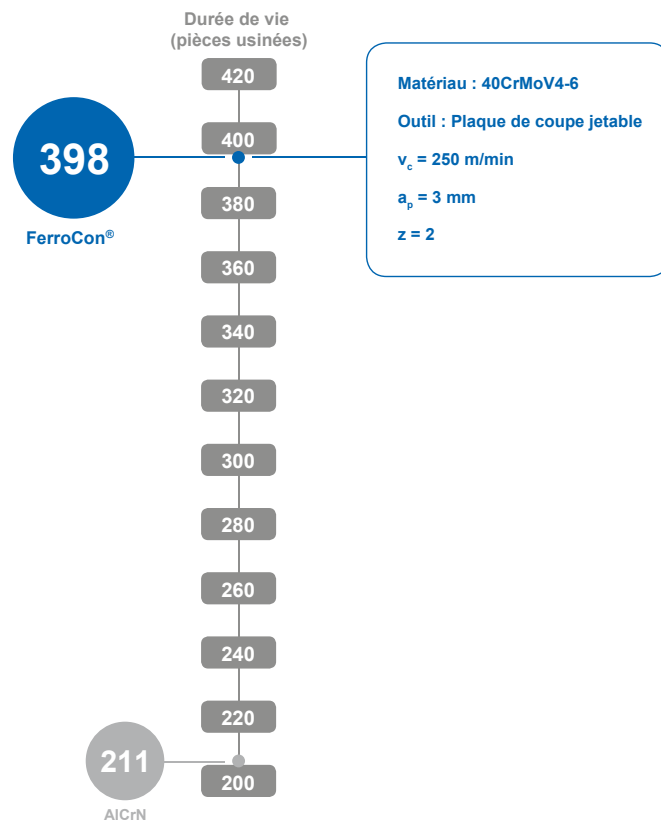 Durée de vie
(pièces usinées)
420
400
398
FerroCon®
Matériau : 40CrMoV4-6
Outil : Plaque de coupe jetable
vc = 250 m/min
ap = 3 mm
z = 2
380
360
340
320
300
280
260
240
220
211
AlCrN
200